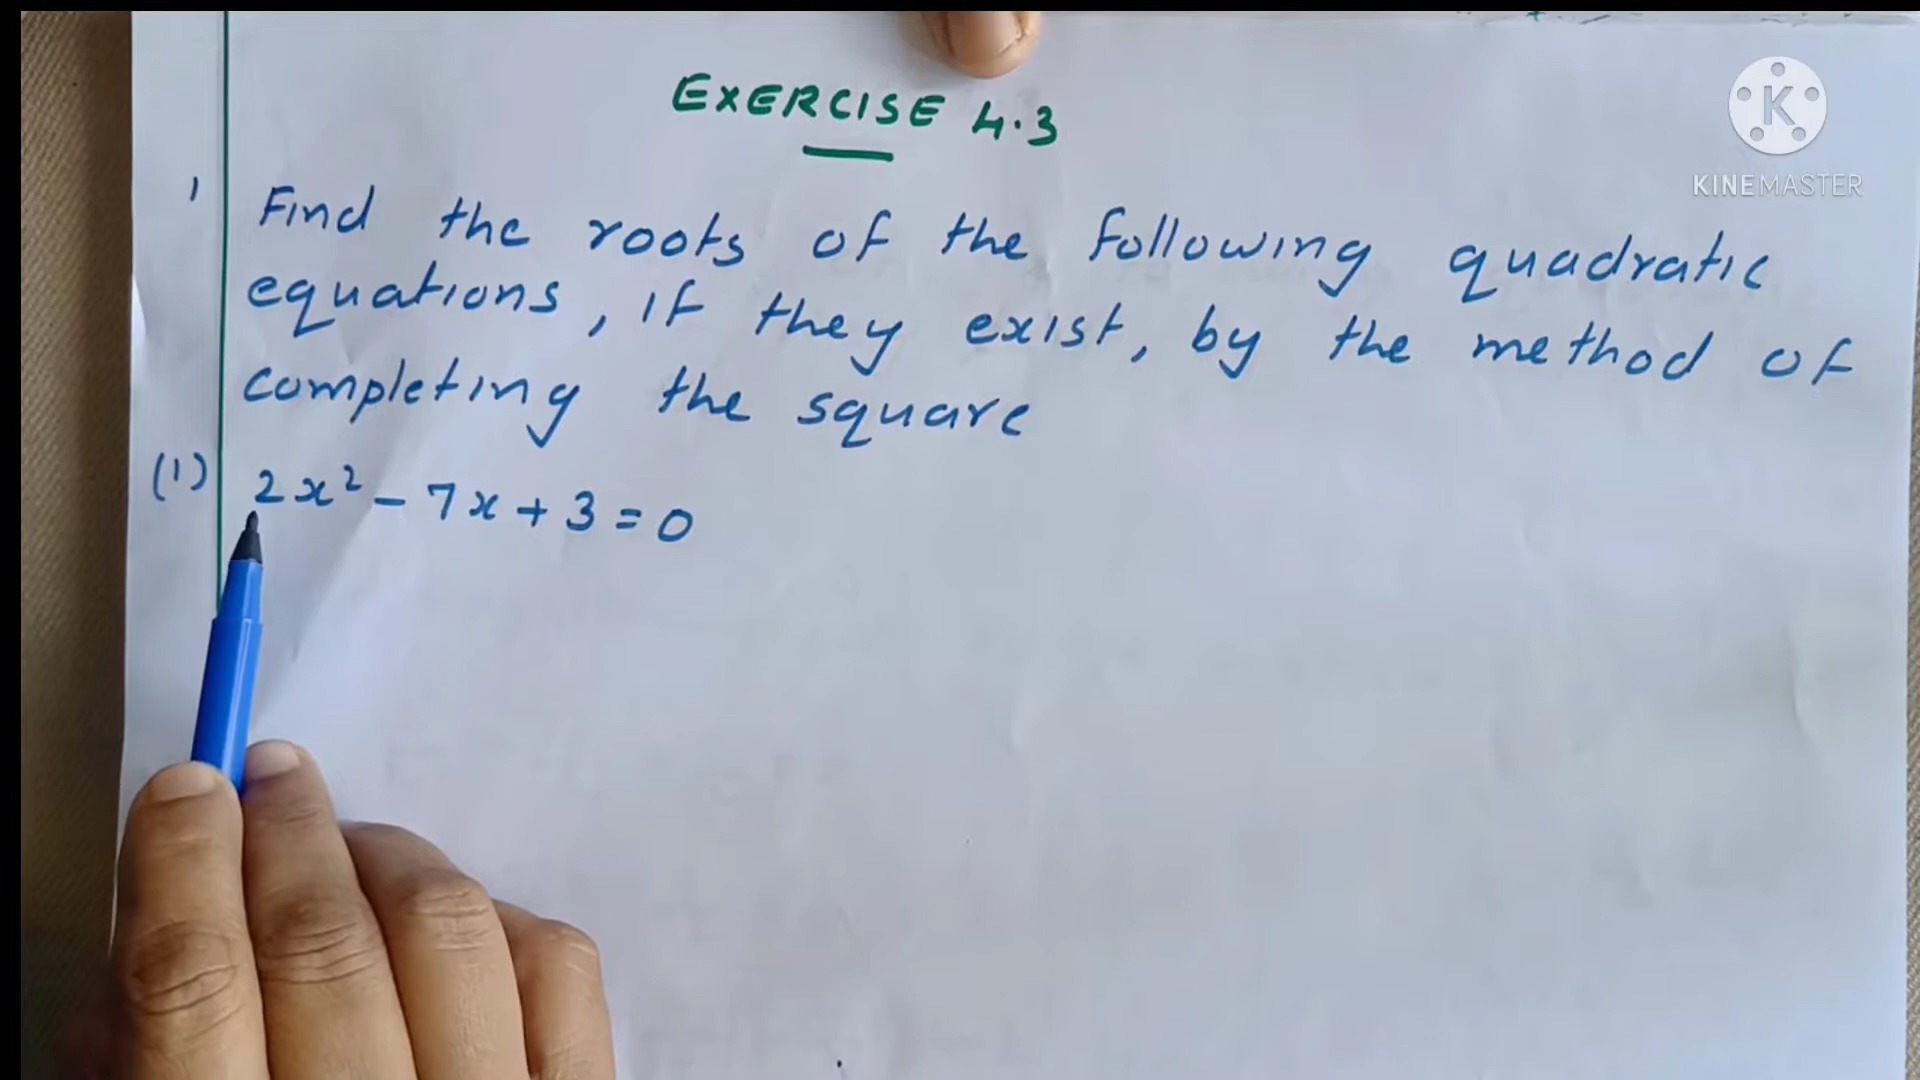 EXERCISE 4.3
K
KINEMASTER
1 Find the roots of the following quadratic
equations, if they exist, by the method of
completing the square
(1) 2x² - 7x + 3 = 0